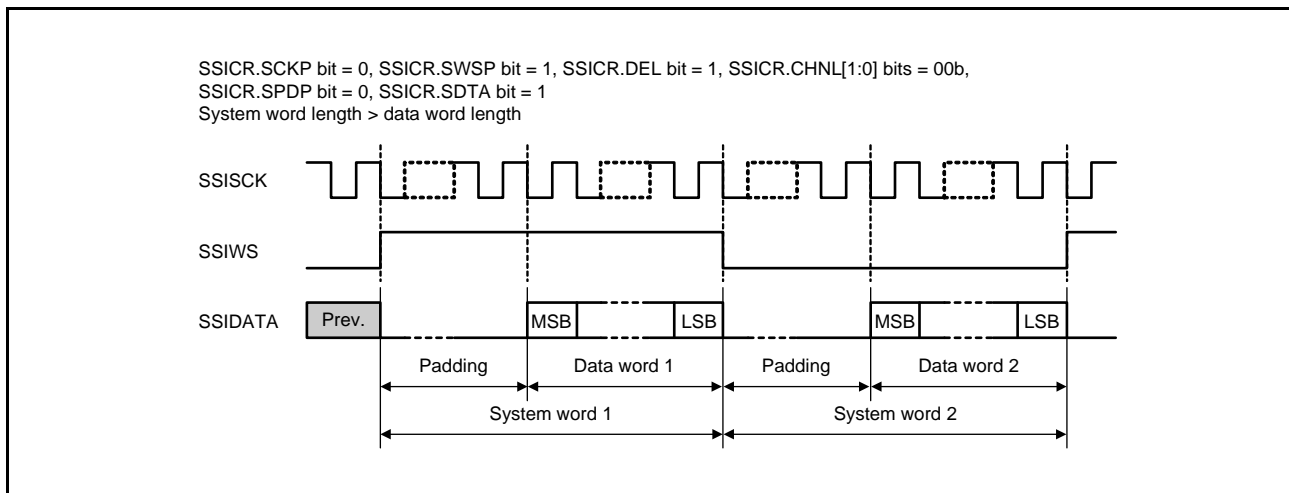 SSICR.SCKP bit = 0, SSICR.SWSP bit = 1, SSICR.DEL bit = 1, SSICR.CHNL[1:0] bits = 00b,
SSICR.SPDP bit = 0, SSICR.SDTA bit = 1
System word length > data word length
SSISCK
SSIWS
SSIDATA Prev. MSB LSB MSB LSB
Padding Data word 1 Padding Data word 2
System word 1 System word 2